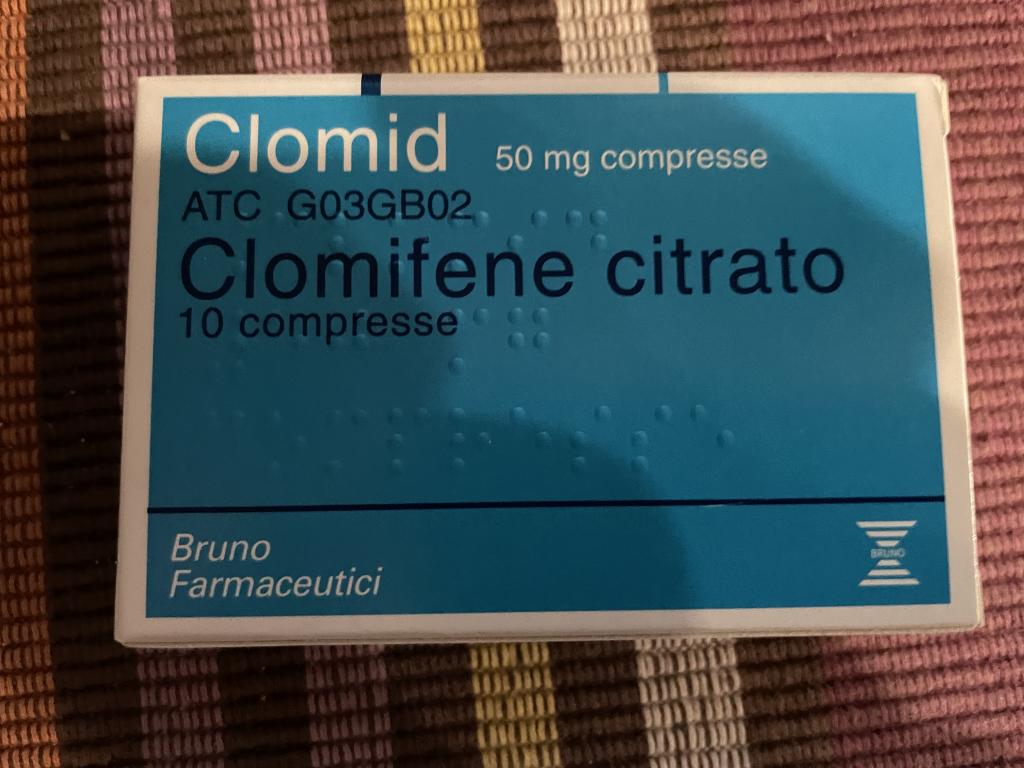 Clomid 50 mg compresse
ATC G03GB02
Clomifene citrato
10 compresse
Bruno
Farmaceutici
BRUNO